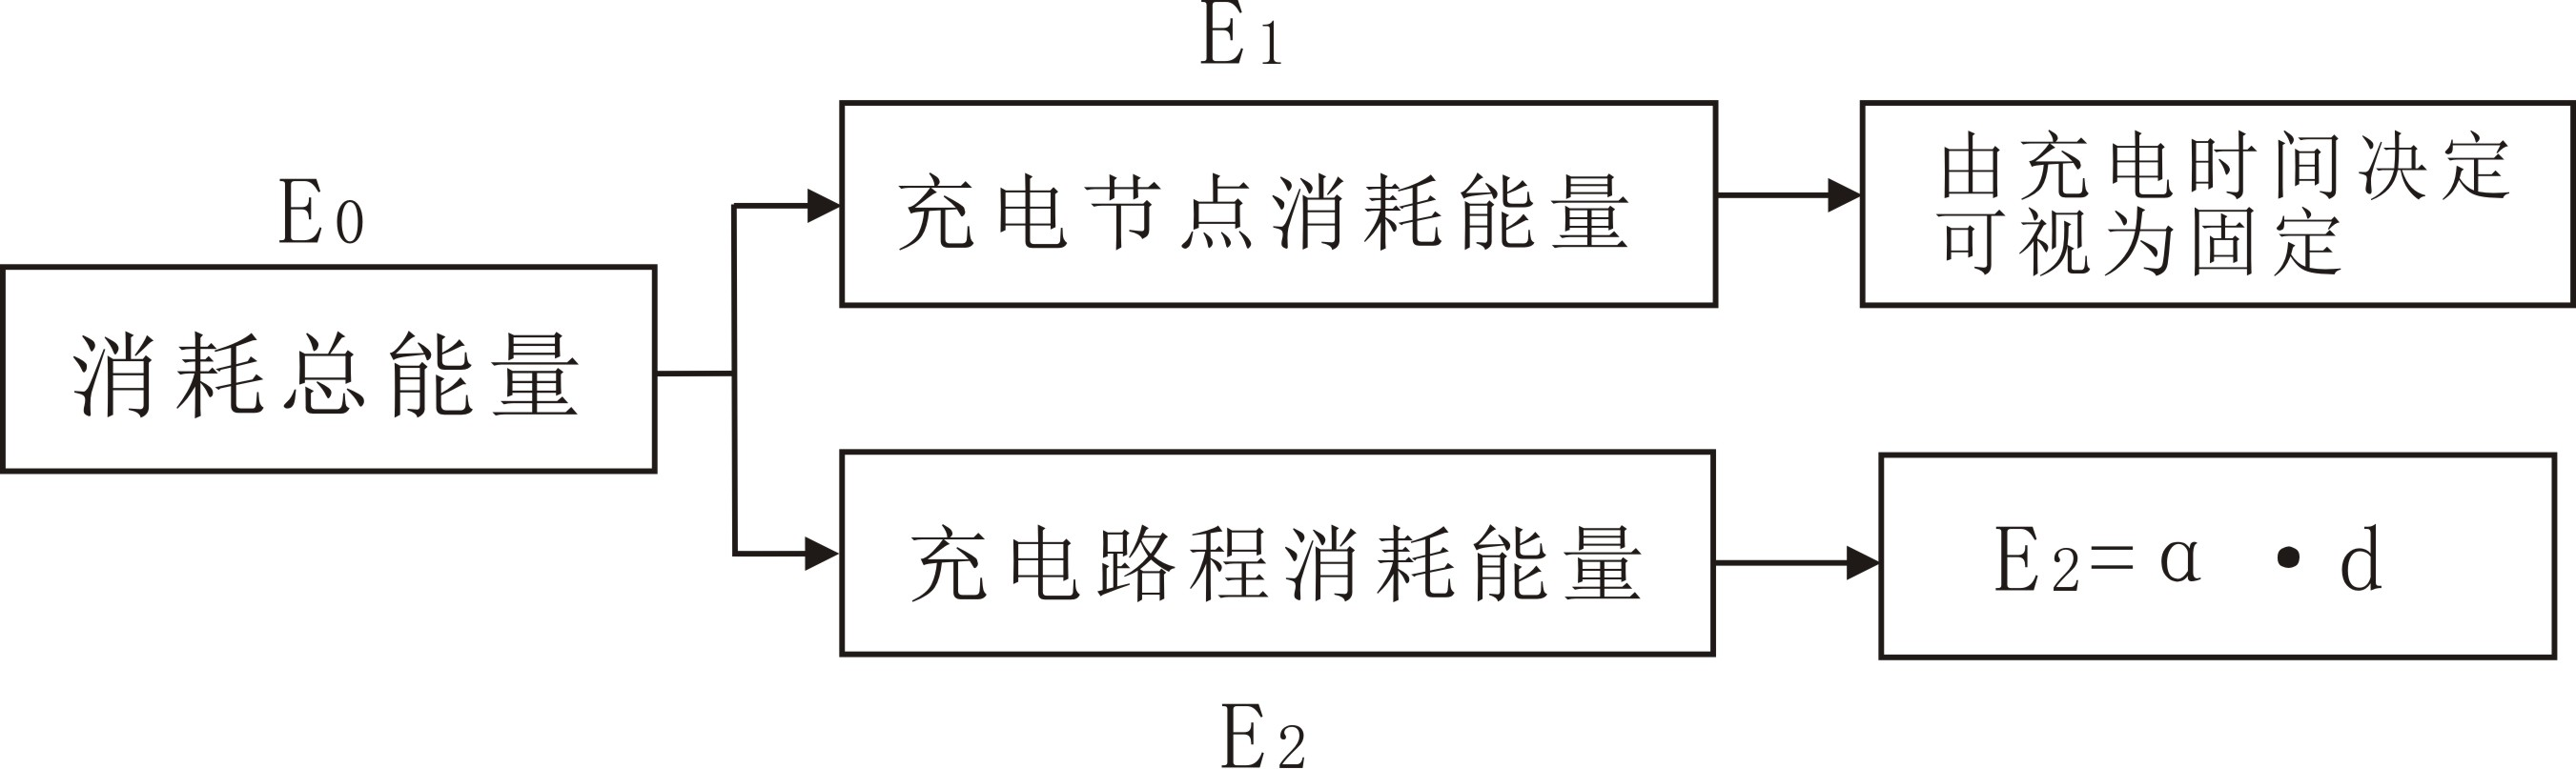 E1
充电节点消耗能量
由充电时间决定
可视为固定
E0
消耗总能量
充电路程消耗能量
E2=α·d
E2